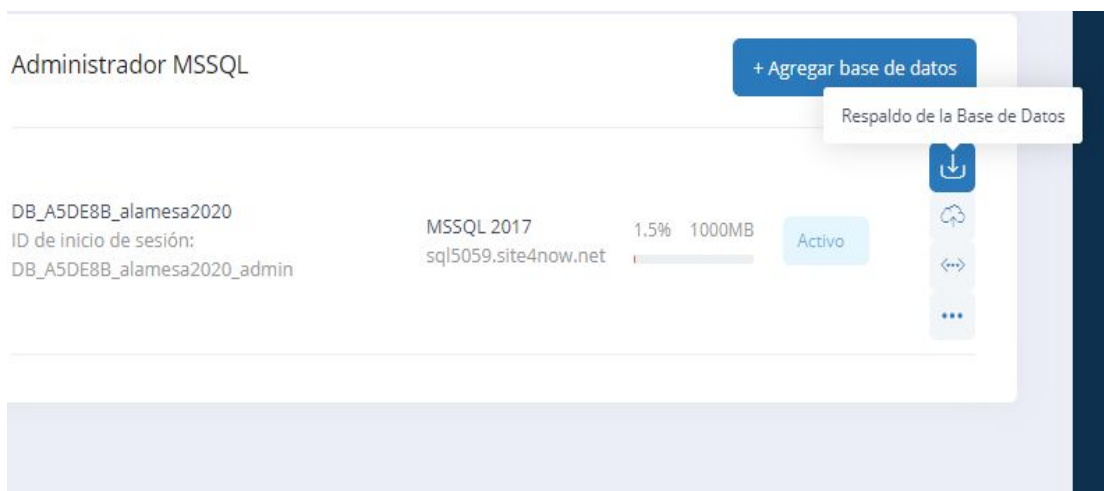 Administrador MSSQL
+ Agregar base de datos
Respaldo de la Base de Datos
DB_A5DE8B_alamesa2020
ID de inicio de sesión:
DB_A5DE8B_alamesa2020_admin
MSSQL 2017
sql5059.site4now.net
1.5% 1000MB
Activo